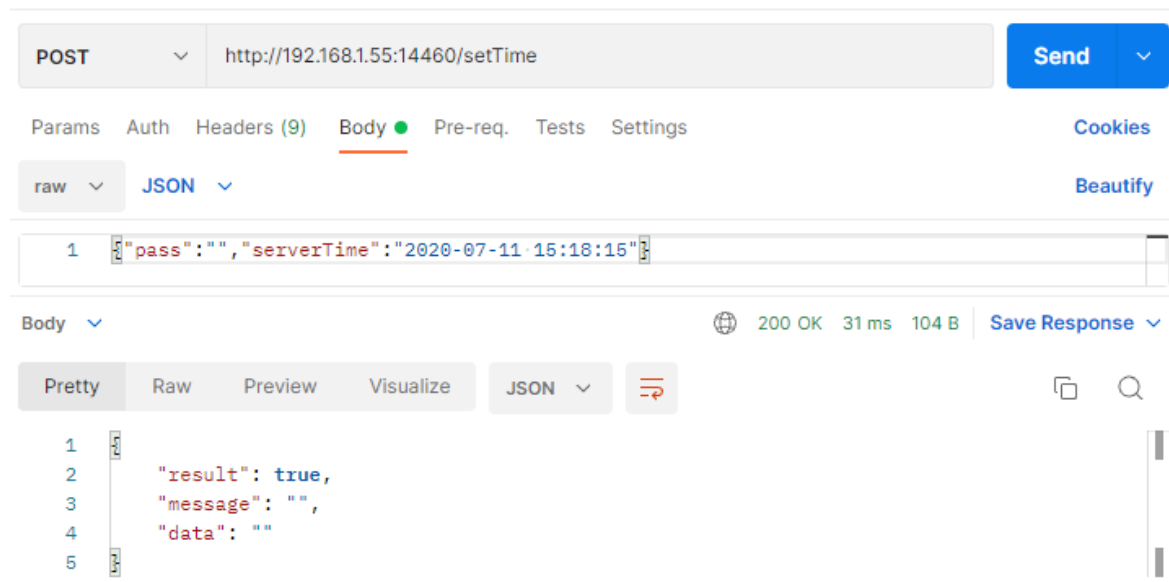 POST http://192.168.1.55:14460/setTime Send
Params Auth Headers (9) Body Pre-req. Tests Settings Cookies
raw JSON Beautify
1 {"pass":"","serverTime":"2020-07-11 15:18:15"}
Body 200 OK 31 ms 104 B Save Response
Pretty Raw Preview Visualize JSON
1 {
2 "result": true,
3 "message": "",
4 "data": ""
5 }